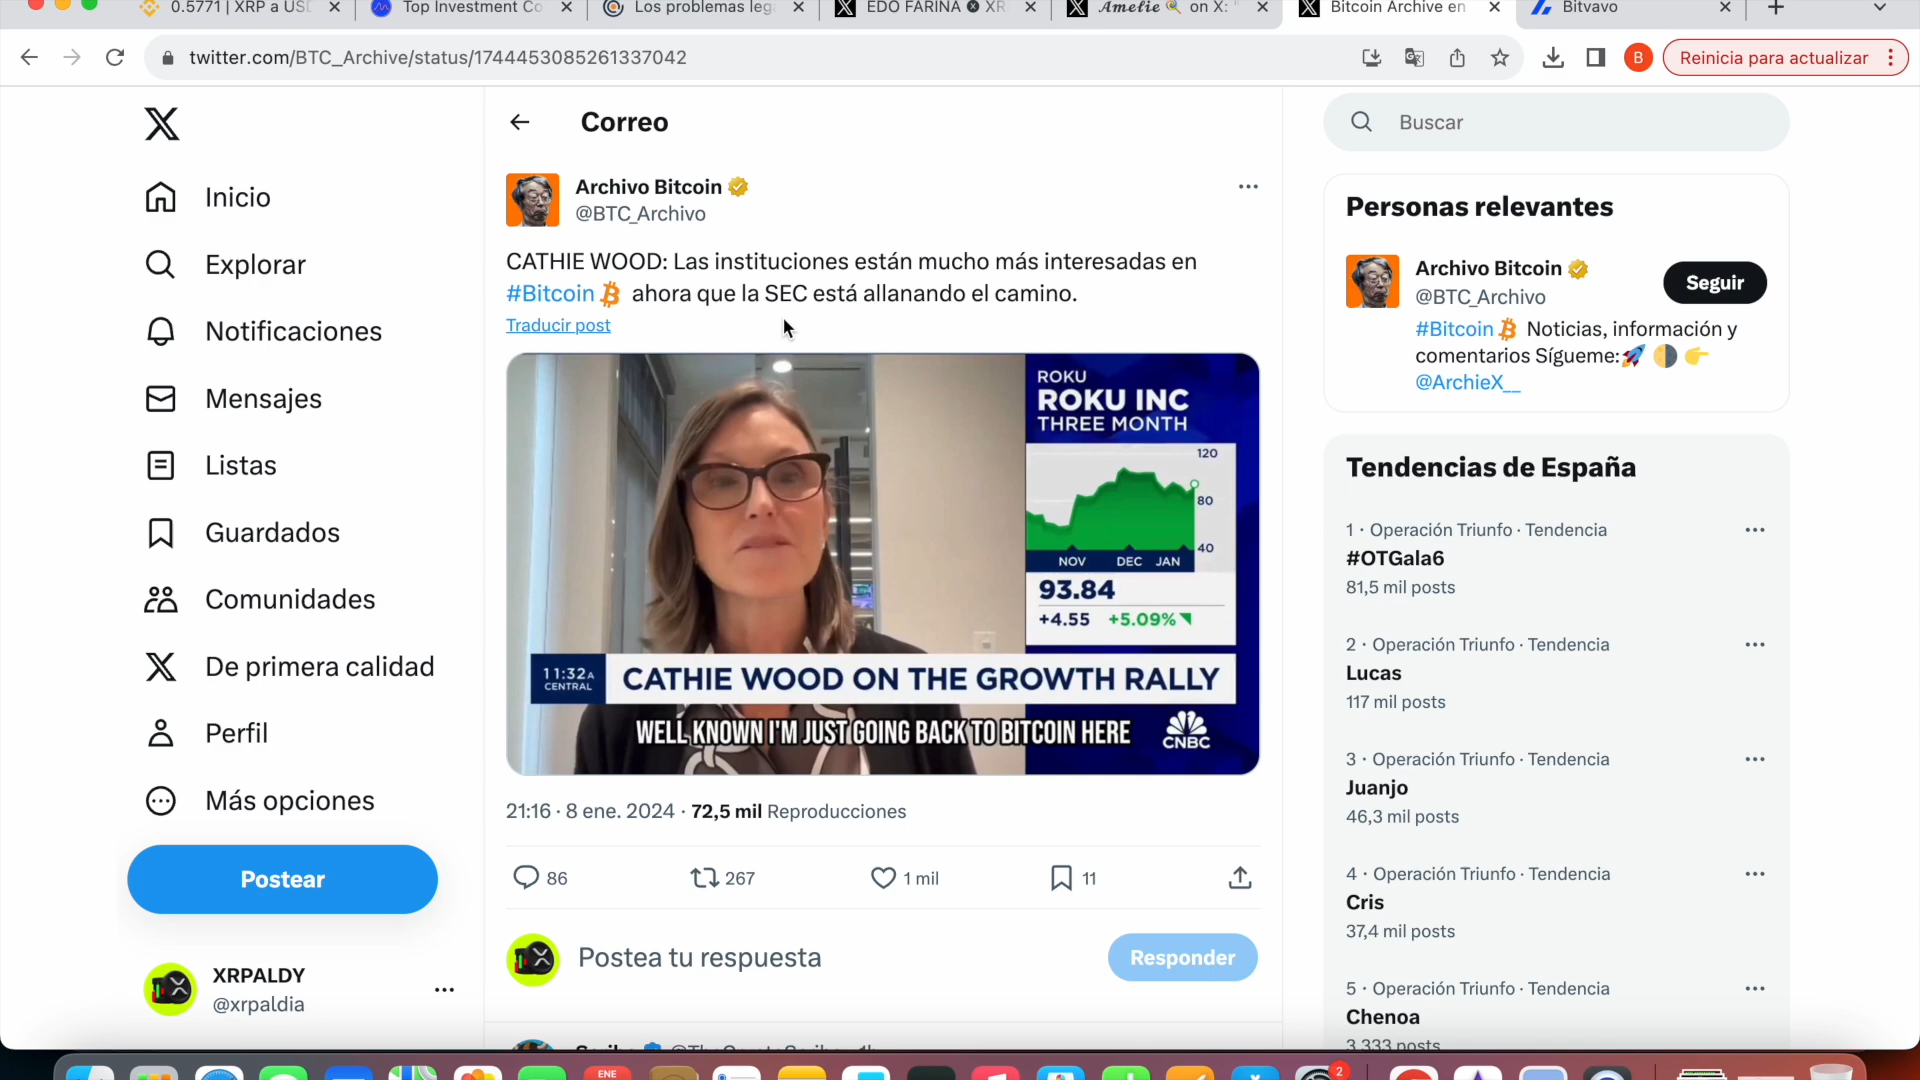 0.5771 | XRP a USD
Top Investment Co
Los problemas leg
EDO FARINA 🅧 XR
Amelie 🍭 on X: "
Bitcoin Archive en
Bitvavo
twitter.com/BTC_Archive/status/1744453085261337042
B
Reinicia para actualizar
Inicio
Explorar
Notificaciones
Mensajes
Listas
Guardados
Comunidades
De primera calidad
Perfil
Más opciones
Postear
XRPALDY
@xrpaldia
Correo
Archivo Bitcoin
@BTC_Archivo
CATHIE WOOD: Las instituciones están mucho más interesadas en
#Bitcoin ahora que la SEC está allanando el camino.
Traducir post
ROKU
ROKU INC
THREE MONTH
120
80
40
NOV DEC JAN
93.84
+4.55 +5.09%
11:32A
CENTRAL
CATHIE WOOD ON THE GROWTH RALLY
WELL KNOWN I'M JUST GOING BACK TO BITCOIN HERE
CNBC
21:16 · 8 ene. 2024 · 72,5 mil Reproducciones
86 267 1 mil 11
Postea tu respuesta
Responder
Buscar
Personas relevantes
Archivo Bitcoin
@BTC_Archivo
Seguir
#Bitcoin Noticias, información y
comentarios Sígueme:🚀 🌗 👉
@ArchieX__
Tendencias de España
1 · Operación Triunfo · Tendencia
#OTGala6
81,5 mil posts
2 · Operación Triunfo · Tendencia
Lucas
117 mil posts
3 · Operación Triunfo · Tendencia
Juanjo
46,3 mil posts
4 · Operación Triunfo · Tendencia
Cris
37,4 mil posts
5 · Operación Triunfo · Tendencia
Chenoa
3.333 posts
ENE
2